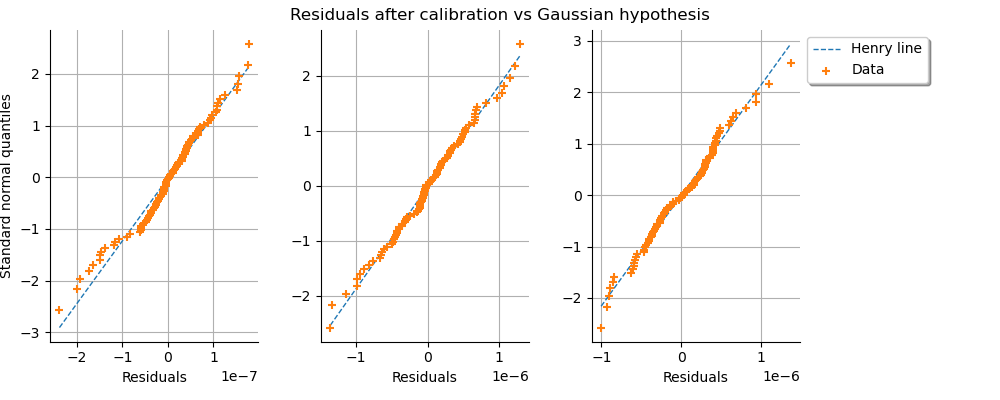 Residuals after calibration vs Gaussian hypothesis
Standard normal quantiles
2
1
0
−1
−2
−3
−2
−1
0
1
1e−7
Residuals
2
1
0
−1
−2
−1
0
1
1e−6
Residuals
3
2
1
0
−1
−2
−1
0
1
1e−6
Residuals
Henry line
Data